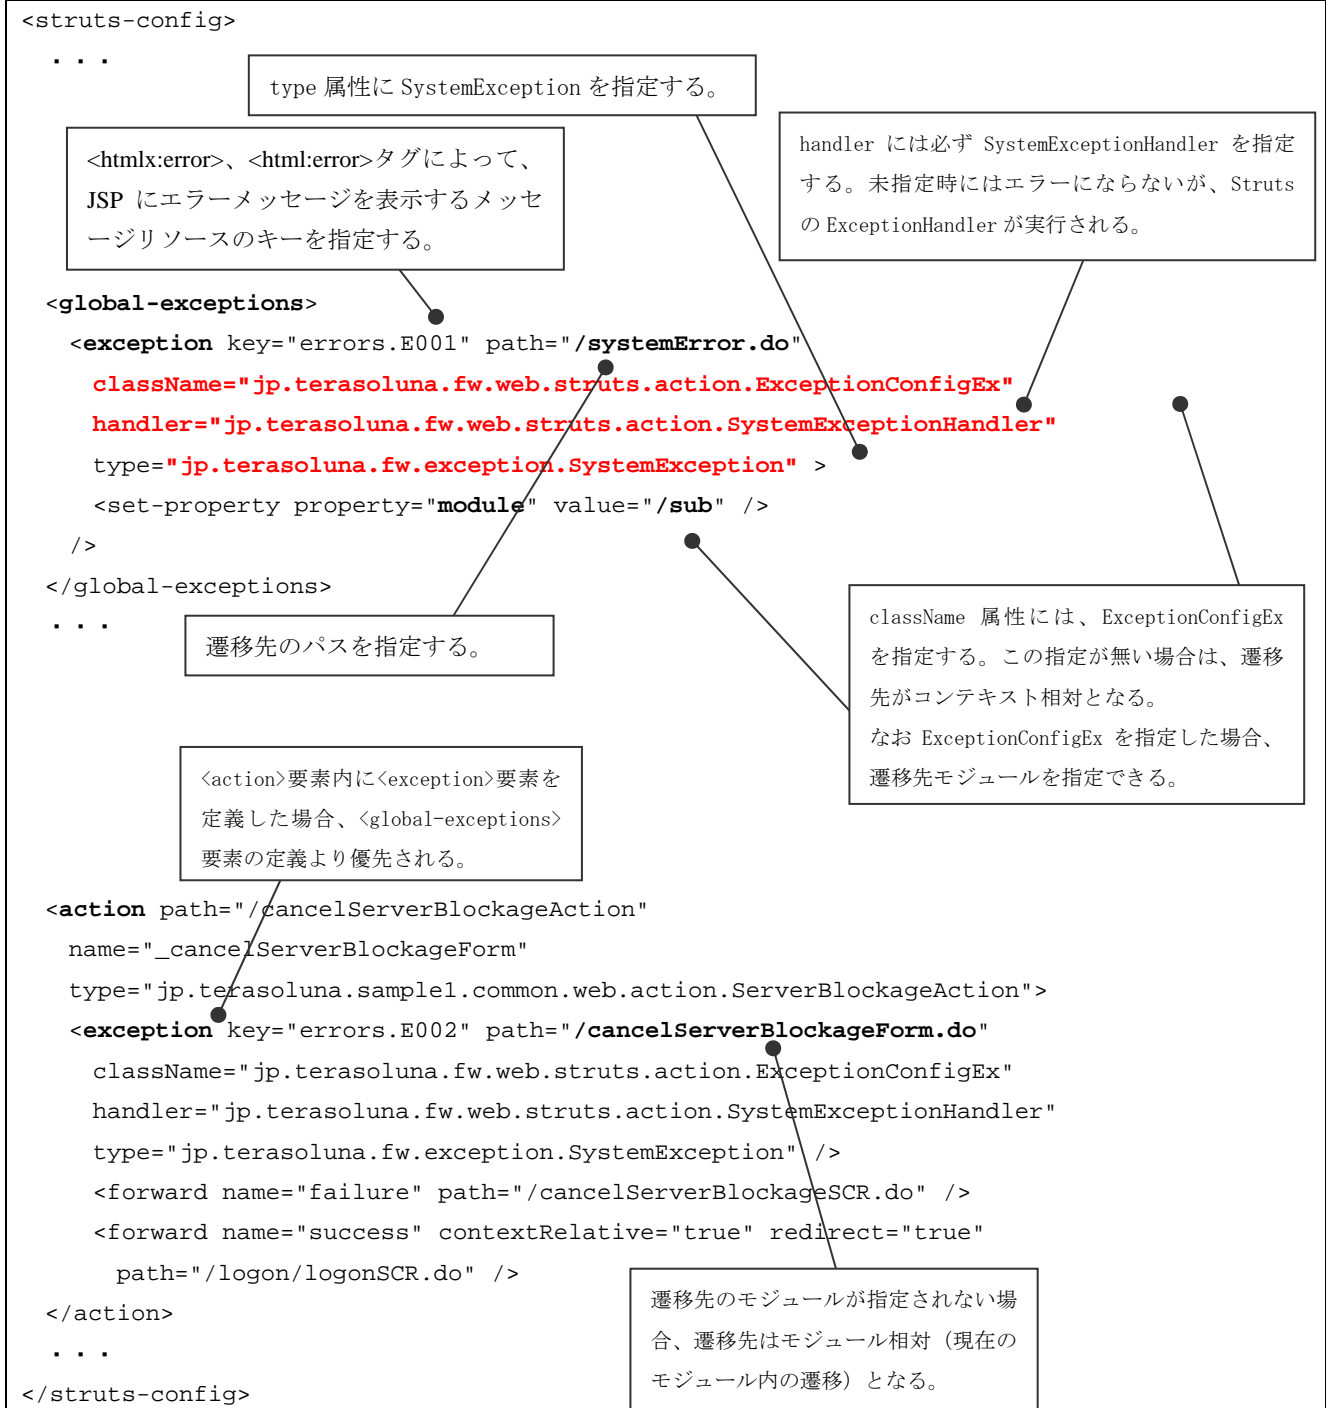 <struts-config>
・・・
type 属性に SystemException を指定する。
<htmlx:error>、<html:error>タグによって、
JSP にエラーメッセージを表示するメッセ
ージリソースのキーを指定する。
handler には必ず SystemExceptionHandler を指定
する。未指定時にはエラーにならないが、Struts
の ExceptionHandler が実行される。
<global-exceptions>
<exception key="errors.E001" path="/systemError.do"
className="jp.terasoluna.fw.web.struts.action.ExceptionConfigEx"
handler="jp.terasoluna.fw.web.struts.action.SystemExceptionHandler"
type="jp.terasoluna.fw.exception.SystemException" >
<set-property property="module" value="/sub" />
/>
</global-exceptions>
・・・
遷移先のパスを指定する。
className 属性には、ExceptionConfigEx
を指定する。この指定が無い場合は、遷移
先がコンテキスト相対となる。
なお ExceptionConfigEx を指定した場合、
遷移先モジュールを指定できる。
<action>要素内に<exception>要素を
定義した場合、<global-exceptions>
要素の定義より優先される。
<action path="/cancelServerBlockageAction"
name="_cancelServerBlockageForm"
type="jp.terasoluna.sample1.common.web.action.ServerBlockageAction">
<exception key="errors.E002" path="/cancelServerBlockageForm.do"
className="jp.terasoluna.fw.web.struts.action.ExceptionConfigEx"
handler="jp.terasoluna.fw.web.struts.action.SystemExceptionHandler"
type="jp.terasoluna.fw.exception.SystemException" />
<forward name="failure" path="/cancelServerBlockageSCR.do" />
<forward name="success" contextRelative="true" redirect="true"
path="/logon/logonSCR.do" />
</action>
・・・
</struts-config>
遷移先のモジュールが指定されない場
合、遷移先はモジュール相対（現在の
モジュール内の遷移）となる。